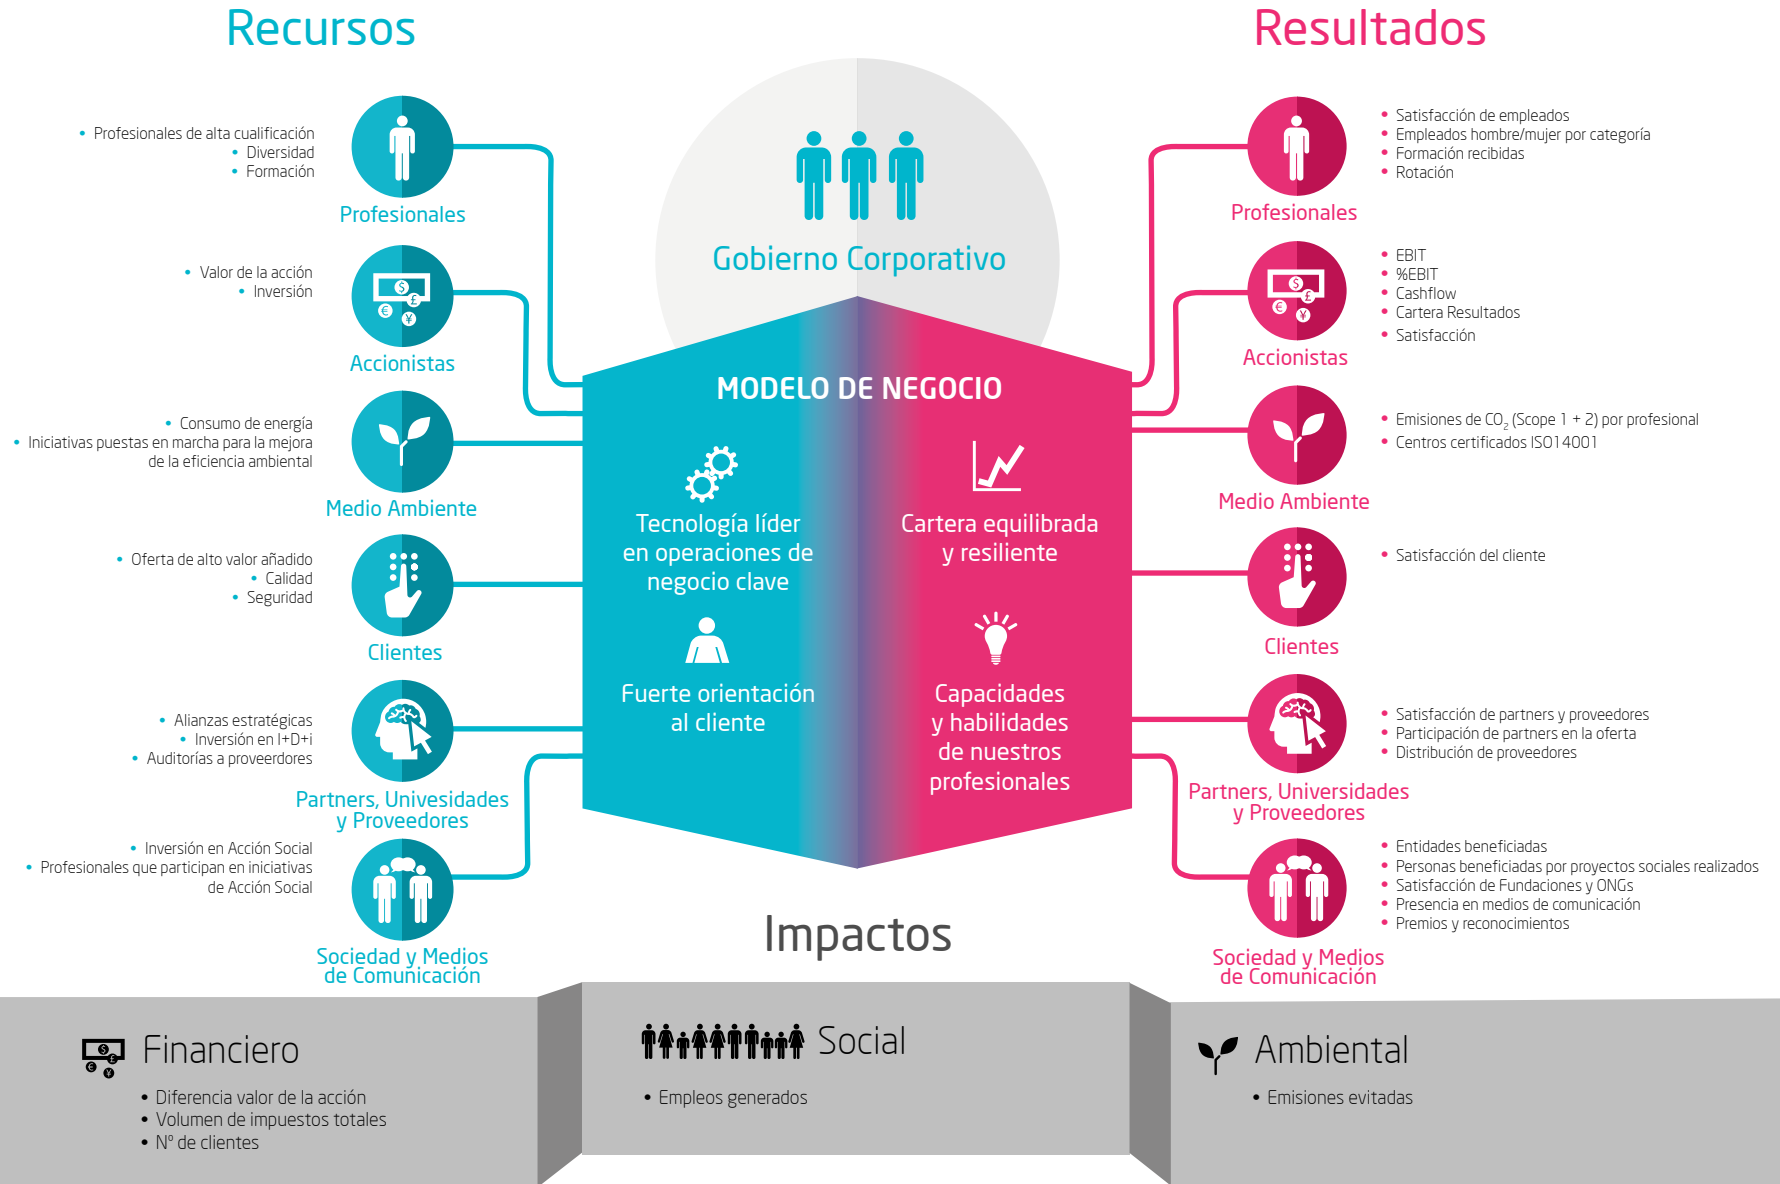 Recursos
• Profesionales de alta cualificación
• Diversidad
• Formación
Profesionales
• Valor de la acción
• Inversión
Accionistas
• Consumo de energía
• Iniciativas puestas en marcha para la mejora
de la eficiencia ambiental
Medio Ambiente
• Oferta de alto valor añadido
• Calidad
• Seguridad
Clientes
• Alianzas estratégicas
• Inversión en I+D+i
• Auditorías a proveerdores
Partners, Univesidades
y Proveedores
• Inversión en Acción Social
• Profesionales que participan en iniciativas
de Acción Social
Sociedad y Medios
de Comunicación
Gobierno Corporativo
MODELO DE NEGOCIO
Tecnología líder
en operaciones de
negocio clave
Fuerte orientación
al cliente
Cartera equilibrada
y resiliente
Capacidades
y habilidades
de nuestros
profesionales
Resultados
• Satisfacción de empleados
• Empleados hombre/mujer por categoría
• Formación recibidas
• Rotación
Profesionales
• EBIT
• %EBIT
• Cashflow
• Cartera Resultados
• Satisfacción
Accionistas
• Emisiones de CO₂ (Scope 1 + 2) por profesional
• Centros certificados ISO14001
Medio Ambiente
• Satisfacción del cliente
Clientes
• Satisfacción de partners y proveedores
• Participación de partners en la oferta
• Distribución de proveedores
Partners, Universidades
y Proveedores
• Entidades beneficiadas
• Personas beneficiadas por proyectos sociales realizados
• Satisfacción de Fundaciones y ONGs
• Presencia en medios de comunicación
• Premios y reconocimientos
Sociedad y Medios
de Comunicación
Impactos
Financiero
• Diferencia valor de la acción
• Volumen de impuestos totales
• Nº de clientes
Social
• Empleos generados
Ambiental
• Emisiones evitadas